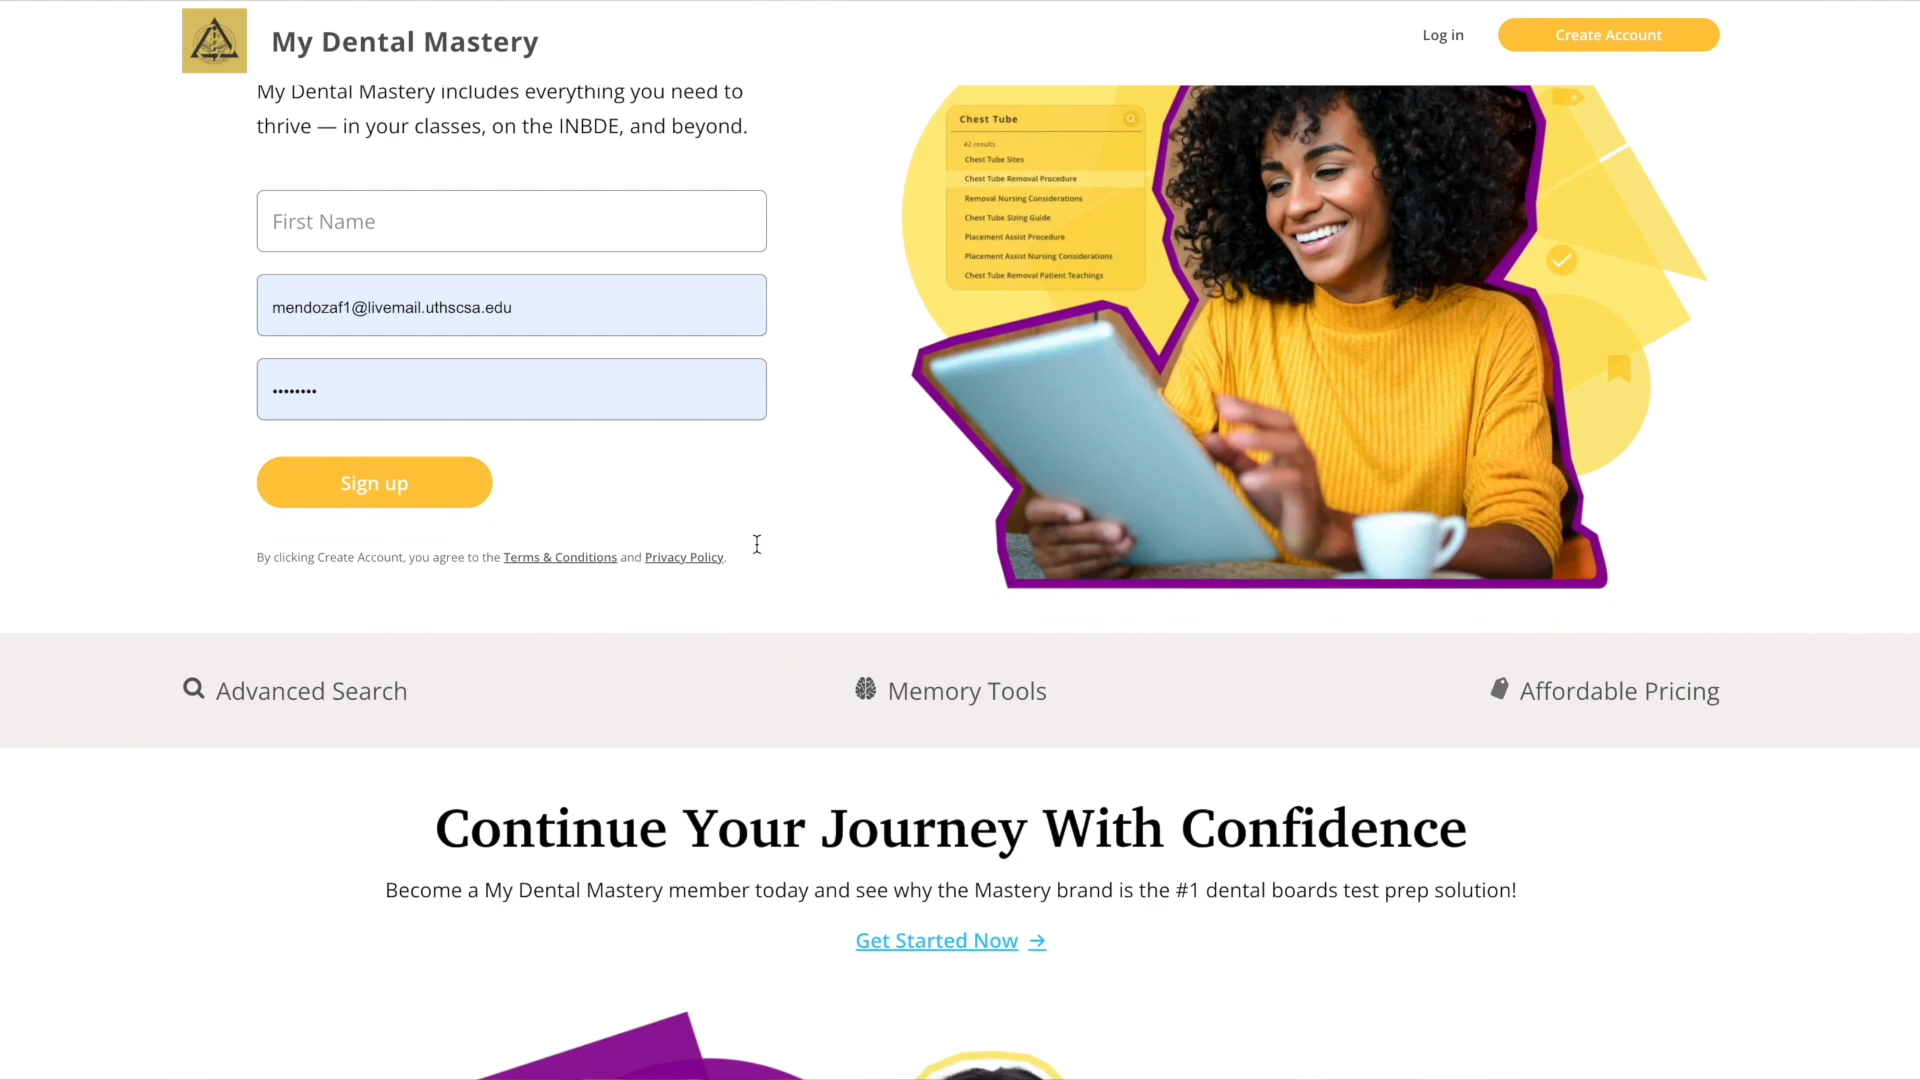 My Dental Mastery
Log in
Create Account
My Dental Mastery includes everything you need to
thrive — in your classes, on the INBDE, and beyond.
First Name
mendozaf1@livemail.uthscsa.edu
••••••••
Sign up
By clicking Create Account, you agree to the Terms & Conditions and Privacy Policy.
Chest Tube
42 results
Chest Tube Sites
Chest Tube Removal Procedure
Removal Nursing Considerations
Chest Tube Sizing Guide
Placement Assist Procedure
Placement Assist Nursing Considerations
Chest Tube Removal Patient Teachings
Advanced Search
Memory Tools
Affordable Pricing
Continue Your Journey With Confidence
Become a My Dental Mastery member today and see why the Mastery brand is the #1 dental boards test prep solution!
Get Started Now →